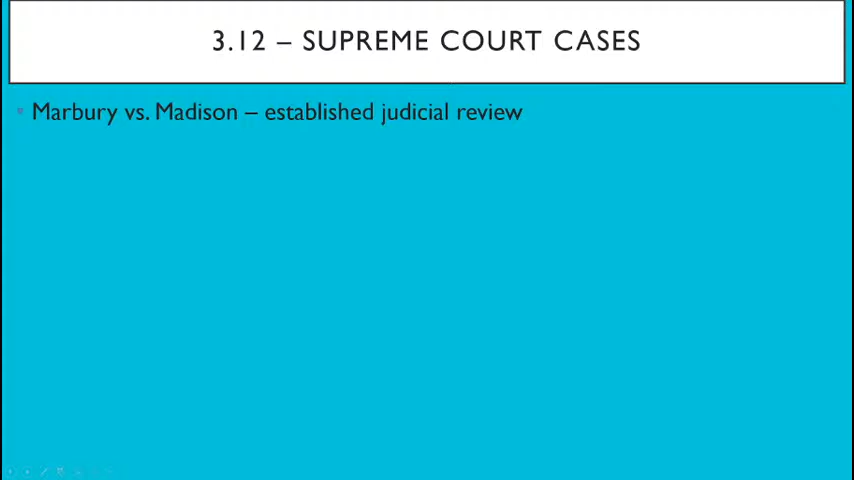 3.12 – SUPREME COURT CASES
▪ Marbury vs. Madison – established judicial review